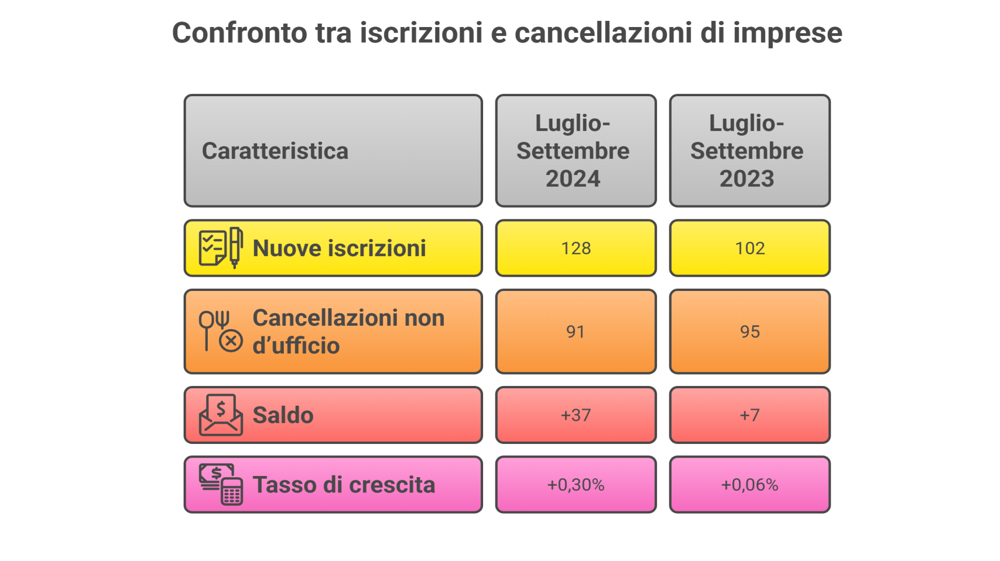 Confronto tra iscrizioni e cancellazioni di imprese
Caratteristica
Luglio-
Settembre
2024
Luglio-
Settembre
2023
Nuove iscrizioni
128
102
Cancellazioni non
d’ufficio
91
95
Saldo
+37
+7
Tasso di crescita
+0,30%
+0,06%